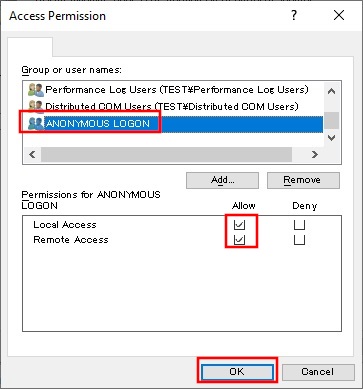 Access Permission
Group or user names:
Performance Log Users (TEST¥Performance Log Users)
Distributed COM Users (TEST¥Distributed COM Users)
ANONYMOUS LOGON
Add...
Remove
Permissions for ANONYMOUS
LOGON
Allow
Deny
Local Access
Remote Access
OK
Cancel